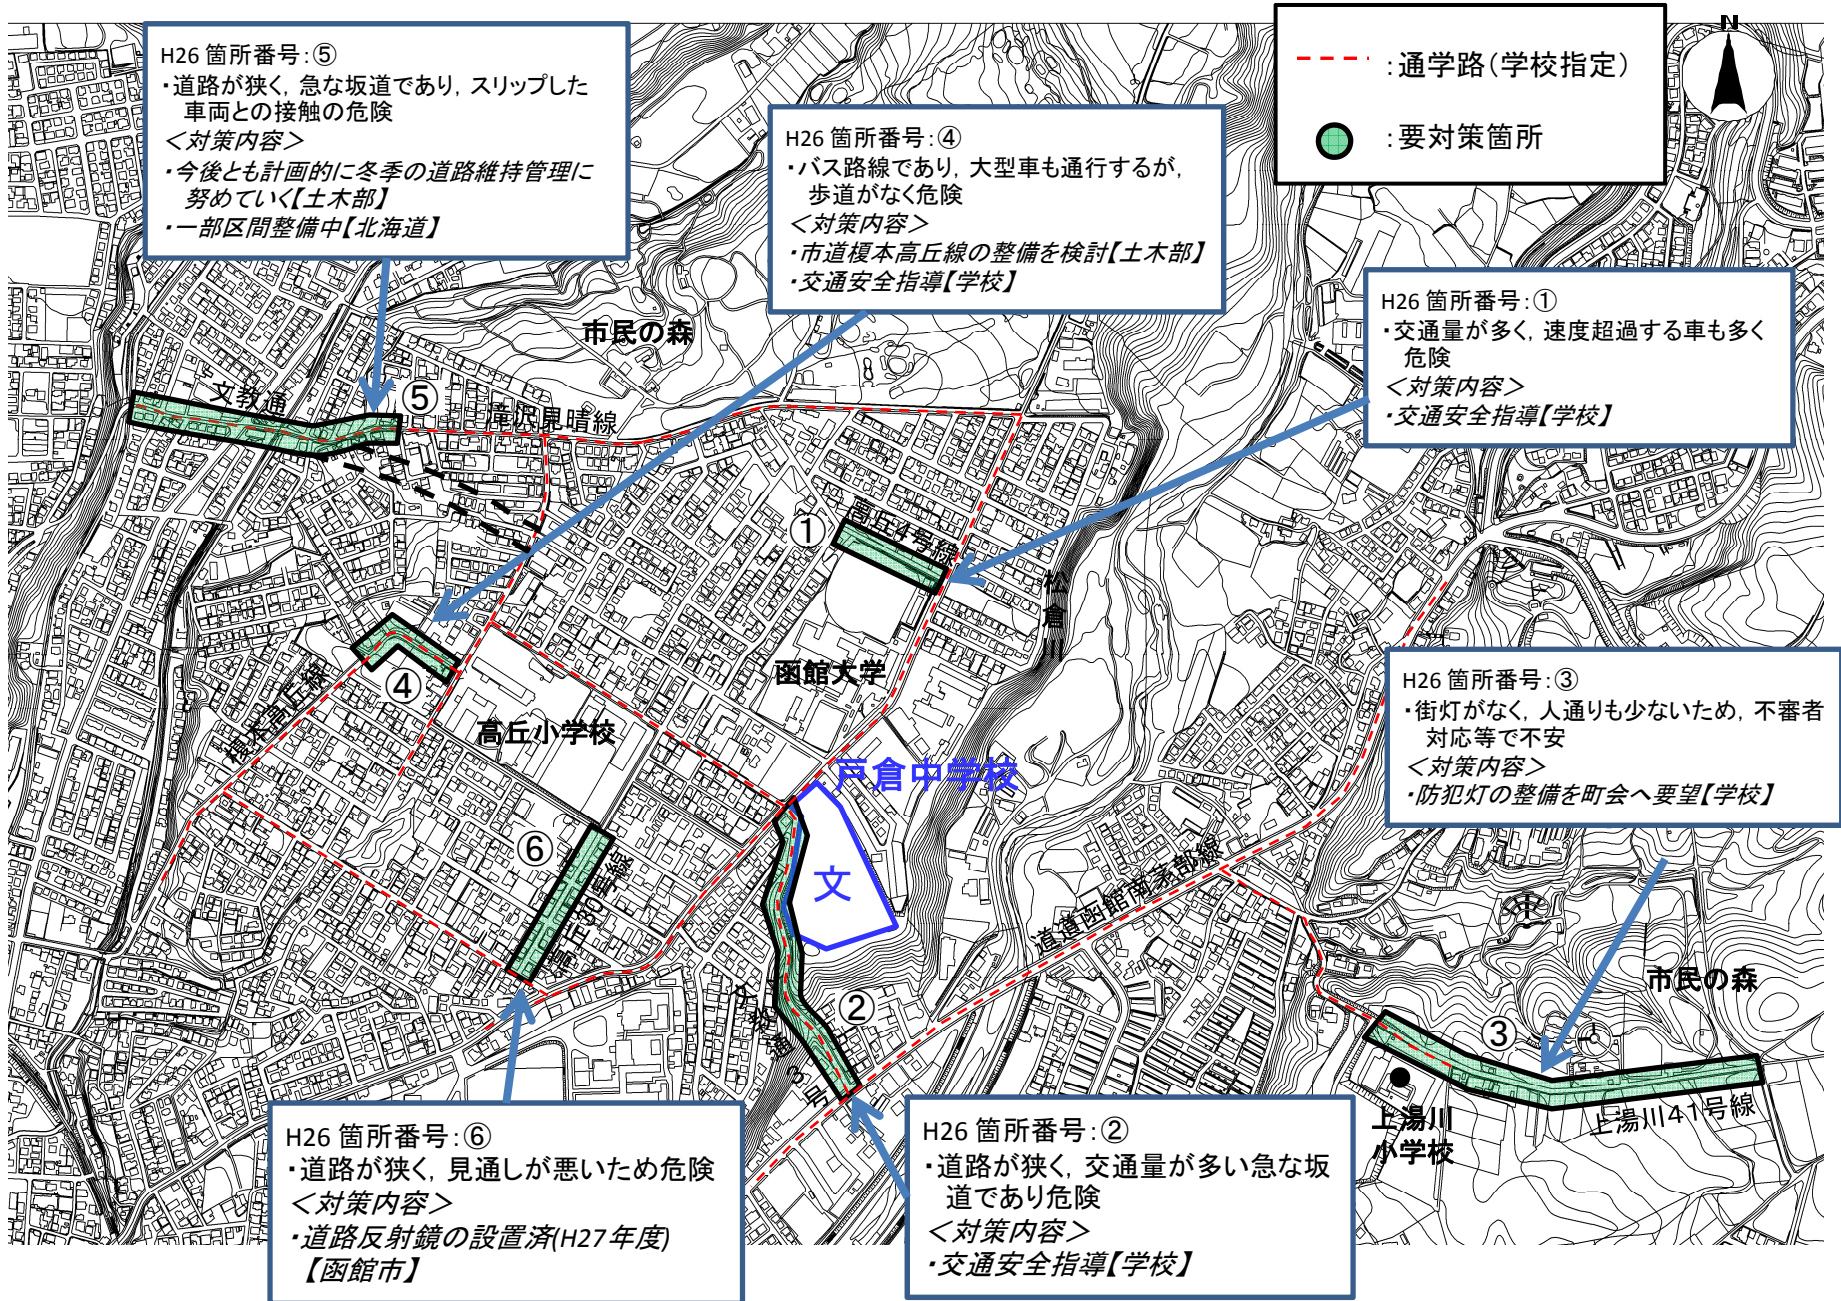 H26 箇所番号:⑤
・道路が狭く,急な坂道であり,スリップした
車両との接触の危険
<対策内容>
・今後とも計画的に冬季の道路維持管理に
努めていく【土木部】
・一部区間整備中【北海道】
H26 箇所番号:④
・バス路線であり,大型車も通行するが,
歩道がなく危険
<対策内容>
・市道榎本高丘線の整備を検討【土木部】
・交通安全指導【学校】
:通学路(学校指定)
:要対策箇所
N
H26 箇所番号:①
・交通量が多く,速度超過する車も多く
危険
<対策内容>
・交通安全指導【学校】
市民の森
文教通
⑤
滝沢見晴線
①
高丘4号線
松倉川
函館大学
④
榎本高丘線
高丘小学校
戸倉中学校
文
⑥
高丘30号線
道道函館南茅部線
H26 箇所番号:③
・街灯がなく,人通りも少ないため,不審者
対応等で不安
<対策内容>
・防犯灯の整備を町会へ要望【学校】
市民の森
②
3号
③
上湯川
小学校
上湯川41号線
H26 箇所番号:⑥
・道路が狭く,見通しが悪いため危険
<対策内容>
・道路反射鏡の設置済(H27年度)
【函館市】
H26 箇所番号:②
・道路が狭く,交通量が多い急な坂
道であり危険
<対策内容>
・交通安全指導【学校】